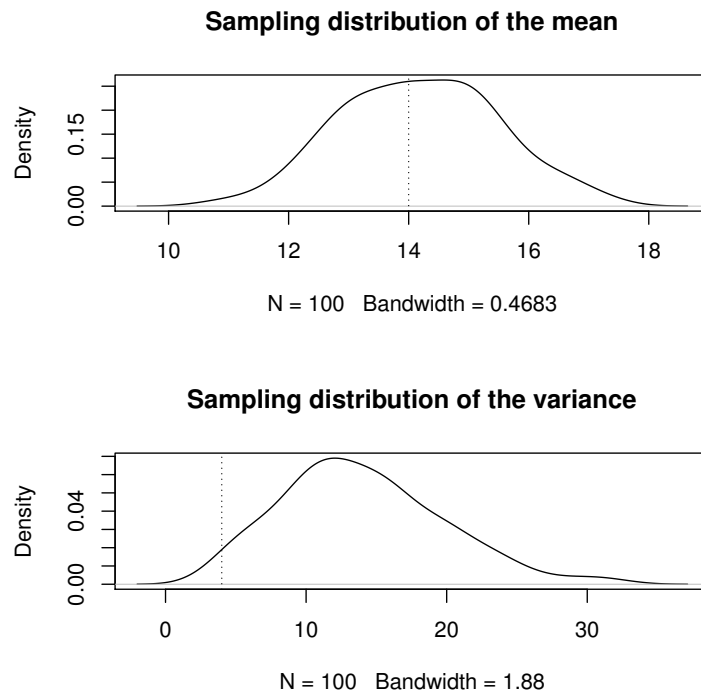 Sampling distribution of the mean
Density
0.00
0.15
10 12 14 16 18
N = 100 Bandwidth = 0.4683
Sampling distribution of the variance
Density
0.00
0.04
0 10 20 30
N = 100 Bandwidth = 1.88